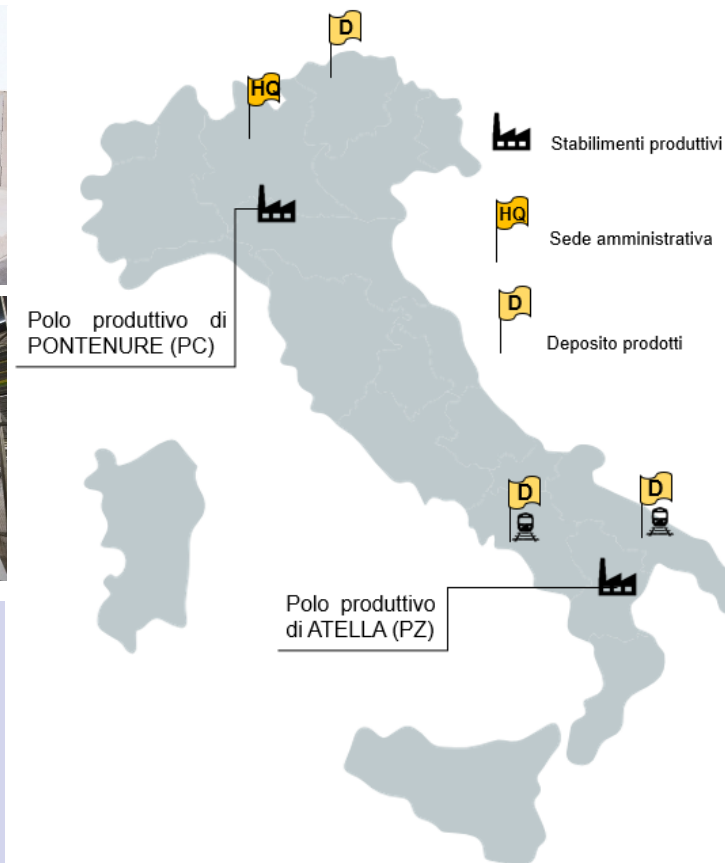 D
HQ
Stabilimenti produttivi
HQ
Sede amministrativa
D
Deposito prodotti
Polo produttivo di
PONTENURE (PC)
D
D
Polo produttivo
di ATELLA (PZ)